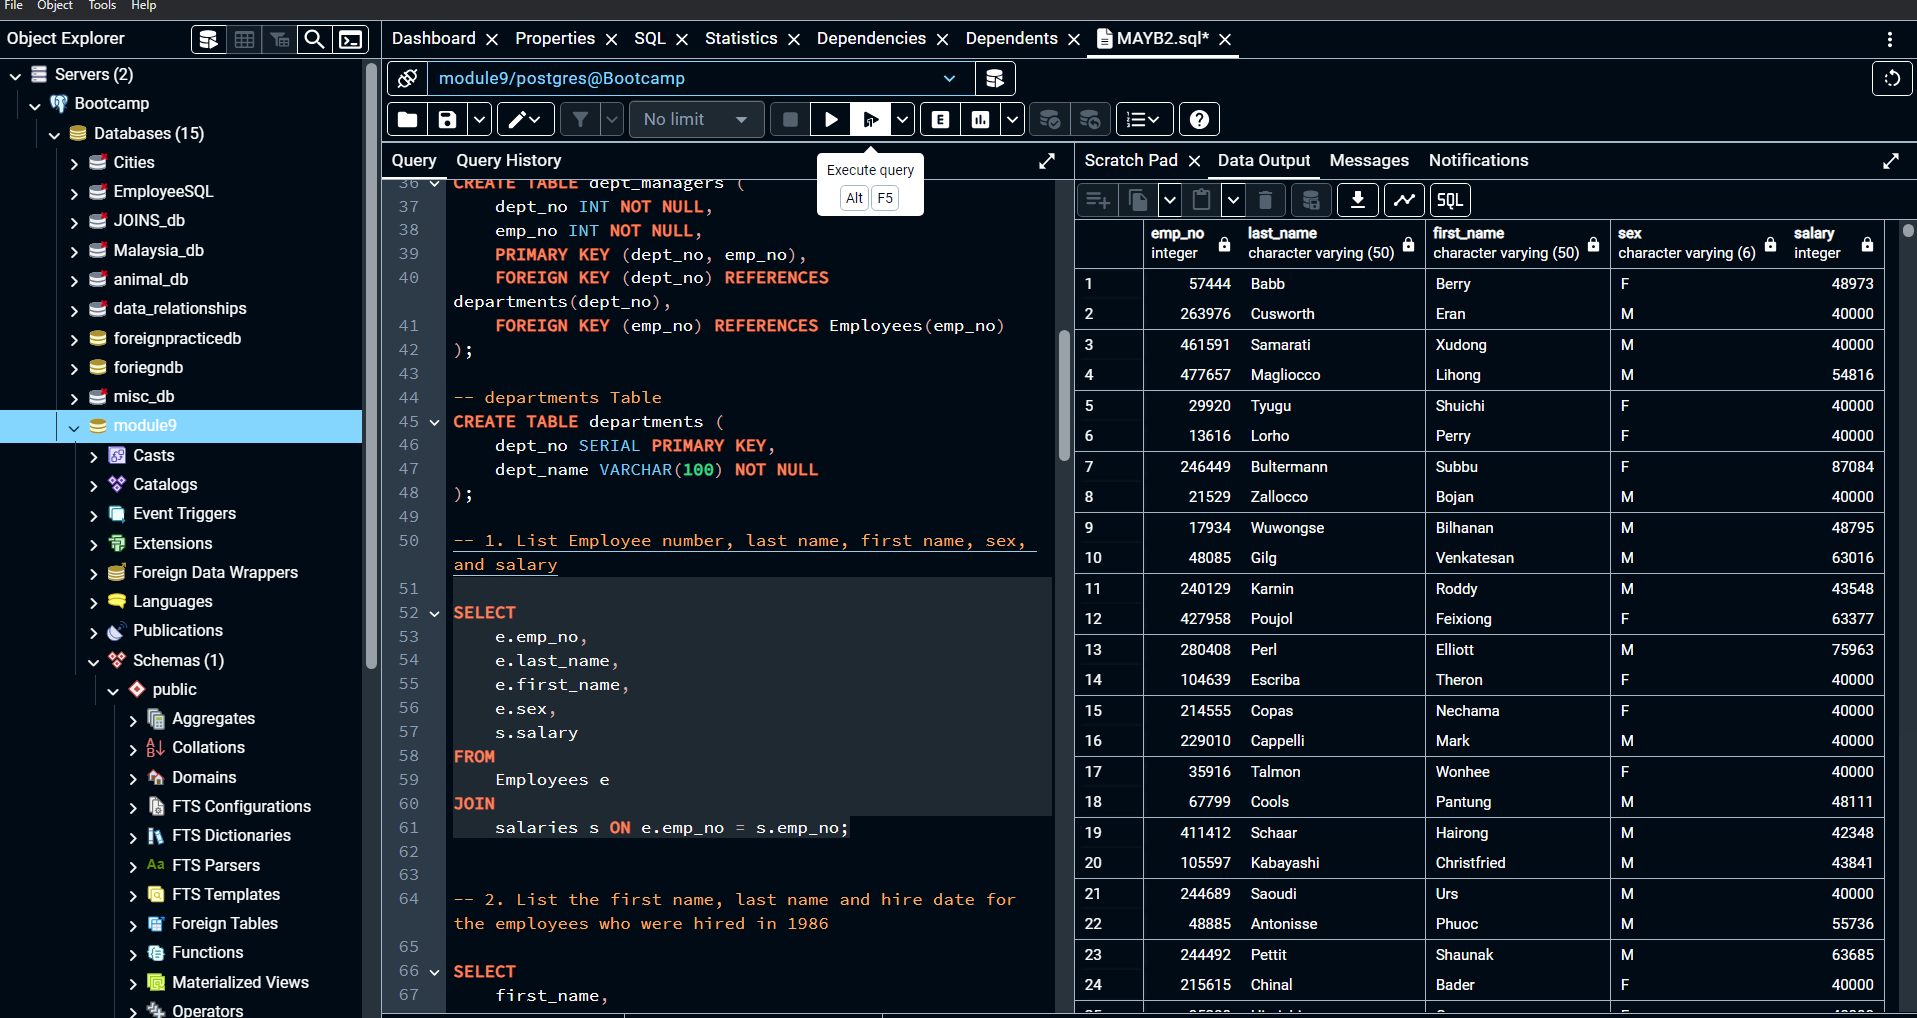 File Object Tools Help
Object Explorer
Dashboard Properties SQL Statistics Dependencies Dependents MAYB2.sql*
Servers (2)
Bootcamp
Databases (15)
Cities
EmployeeSQL
JOINS_db
Malaysia_db
animal_db
data_relationships
foreignpracticedb
foriegndb
misc_db
module9
Casts
Catalogs
Event Triggers
Extensions
Foreign Data Wrappers
Languages
Publications
Schemas (1)
public
Aggregates
Collations
Domains
FTS Configurations
FTS Dictionaries
Aa FTS Parsers
FTS Templates
Foreign Tables
Functions
Materialized Views
Operators
module9/postgres@Bootcamp
No limit
E
Execute query
Alt F5
Query Query History
36 CREATE TABLE dept_managers (
37 dept_no INT NOT NULL,
38 emp_no INT NOT NULL,
39 PRIMARY KEY (dept_no, emp_no),
40 FOREIGN KEY (dept_no) REFERENCES
departments(dept_no),
41 FOREIGN KEY (emp_no) REFERENCES Employees(emp_no)
42 );
43
44 -- departments Table
45 CREATE TABLE departments (
46 dept_no SERIAL PRIMARY KEY,
47 dept_name VARCHAR(100) NOT NULL
48 );
49
50 -- 1. List Employee number, last name, first name, sex,
and salary
51
52 SELECT
53 e.emp_no,
54 e.last_name,
55 e.first_name,
56 e.sex,
57 s.salary
58 FROM
59 Employees e
60 JOIN
61 salaries s ON e.emp_no = s.emp_no;
62
63
64 -- 2. List the first name, last name and hire date for
the employees who were hired in 1986
65
66 SELECT
67 first_name,
Scratch Pad Data Output Messages Notifications
SQL
emp_no last_name first_name sex salary
integer character varying (50) character varying (50) character varying (6) integer
1 57444 Babb Berry F 48973
2 263976 Cusworth Eran M 40000
3 461591 Samarati Xudong M 40000
4 477657 Magliocco Lihong M 54816
5 29920 Tyugu Shuichi F 40000
6 13616 Lorho Perry F 40000
7 246449 Bultermann Subbu F 87084
8 21529 Zallocco Bojan M 40000
9 17934 Wuwongse Bilhanan M 48795
10 48085 Gilg Venkatesan M 63016
11 240129 Karnin Roddy M 43548
12 427958 Poujol Feixiong F 63377
13 280408 Perl Elliott M 75963
14 104639 Escriba Theron F 40000
15 214555 Copas Nechama F 40000
16 229010 Cappelli Mark M 40000
17 35916 Talmon Wonhee F 40000
18 67799 Cools Pantung M 48111
19 411412 Schaar Hairong M 42348
20 105597 Kabayashi Christfried M 43841
21 244689 Saoudi Urs M 40000
22 48885 Antonisse Phuoc M 55736
23 244492 Pettit Shaunak M 63685
24 215615 Chinal Bader F 40000